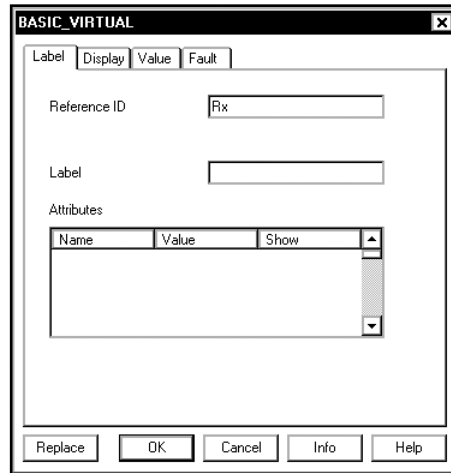 BASIC_VIRTUAL
Label Display Value Fault
Reference ID Rx
Label
Attributes
Name Value Show
Replace OK Cancel Info Help